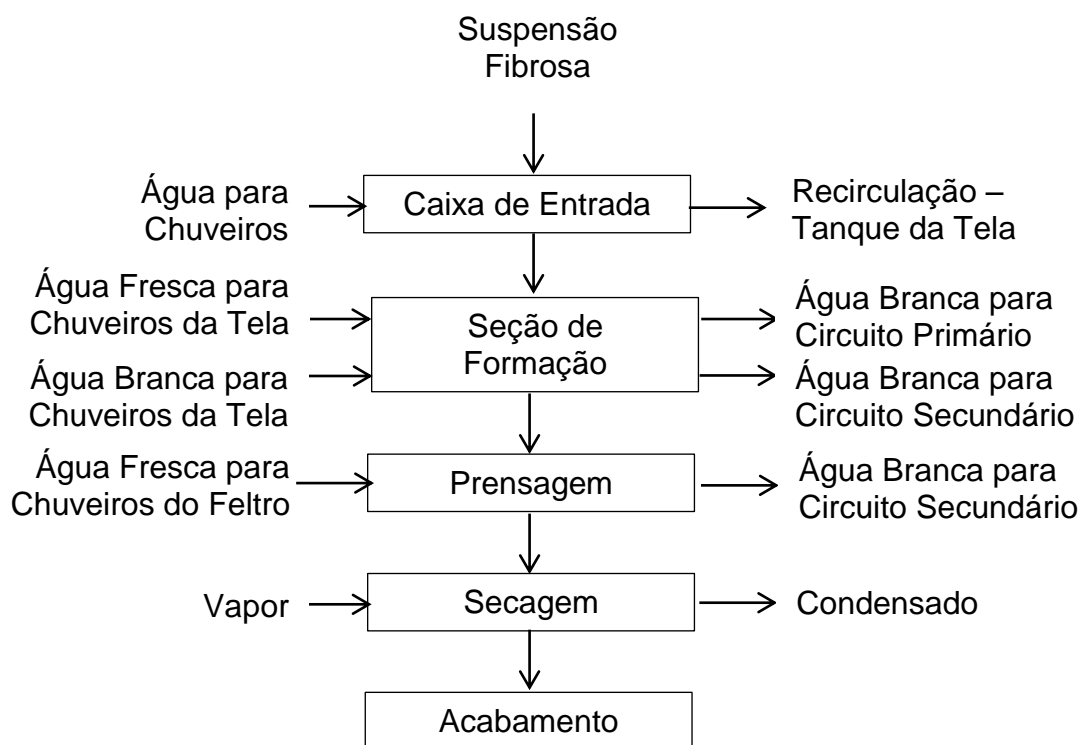 Suspensão
Fibrosa
Água para
Chuveiros
Caixa de Entrada
Recirculação –
Tanque da Tela
Água Fresca para
Chuveiros da Tela
Água Branca para
Chuveiros da Tela
Seção de
Formação
Água Branca para
Circuito Primário
Água Branca para
Circuito Secundário
Água Fresca para
Chuveiros do Feltro
Prensagem
Água Branca para
Circuito Secundário
Vapor
Secagem
Condensado
Acabamento